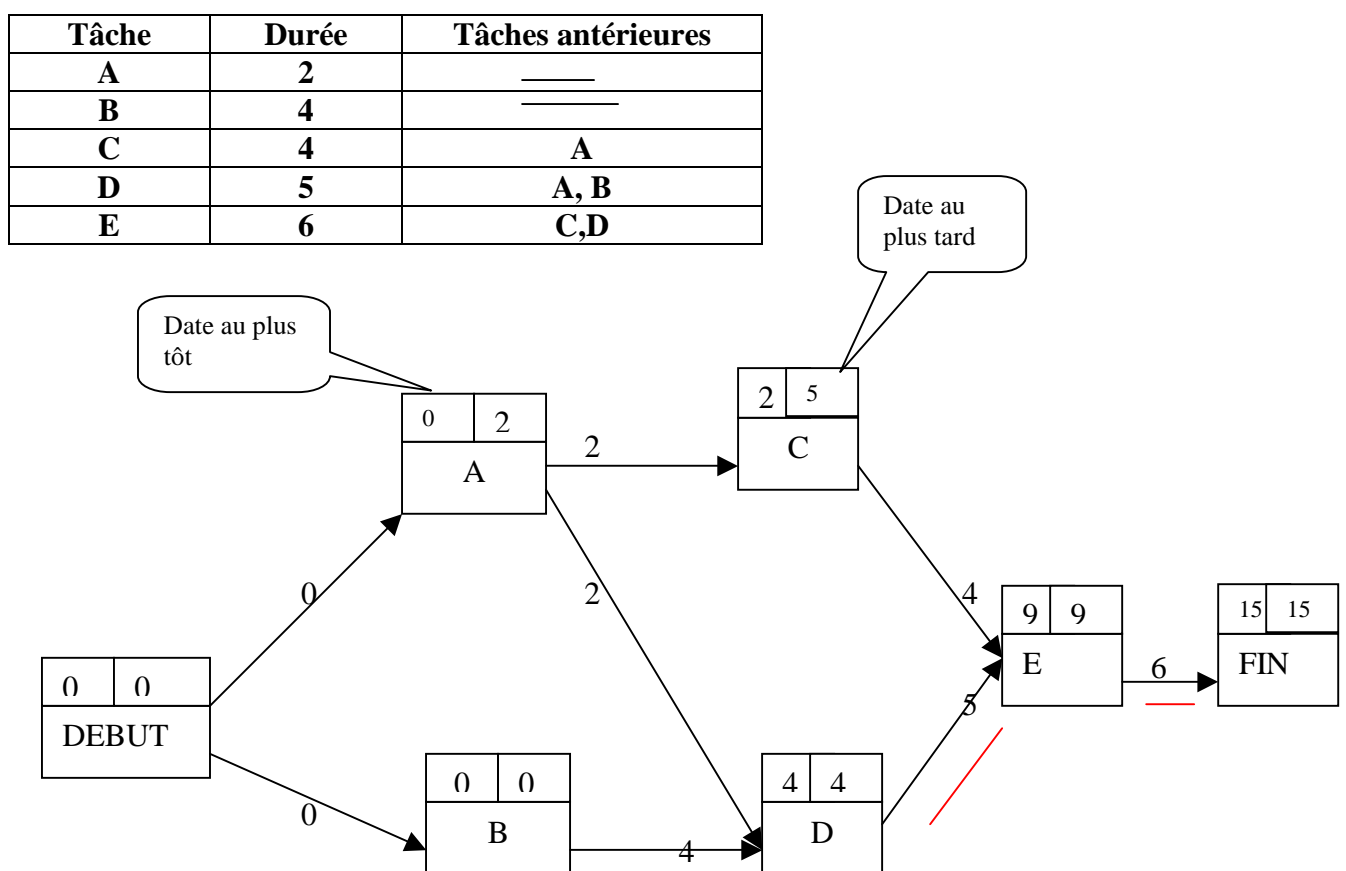 Tâche Durée Tâches antérieures
A 2
B 4
C 4 A
D 5 A, B
E 6 C,D
Date au
plus tard
Date au plus
tôt
2 5
C
0 2
A
2
0
2
4
9 9
E
6
15 15
FIN
0 0
DEBUT
5
0
0 0
B
4
4 4
D